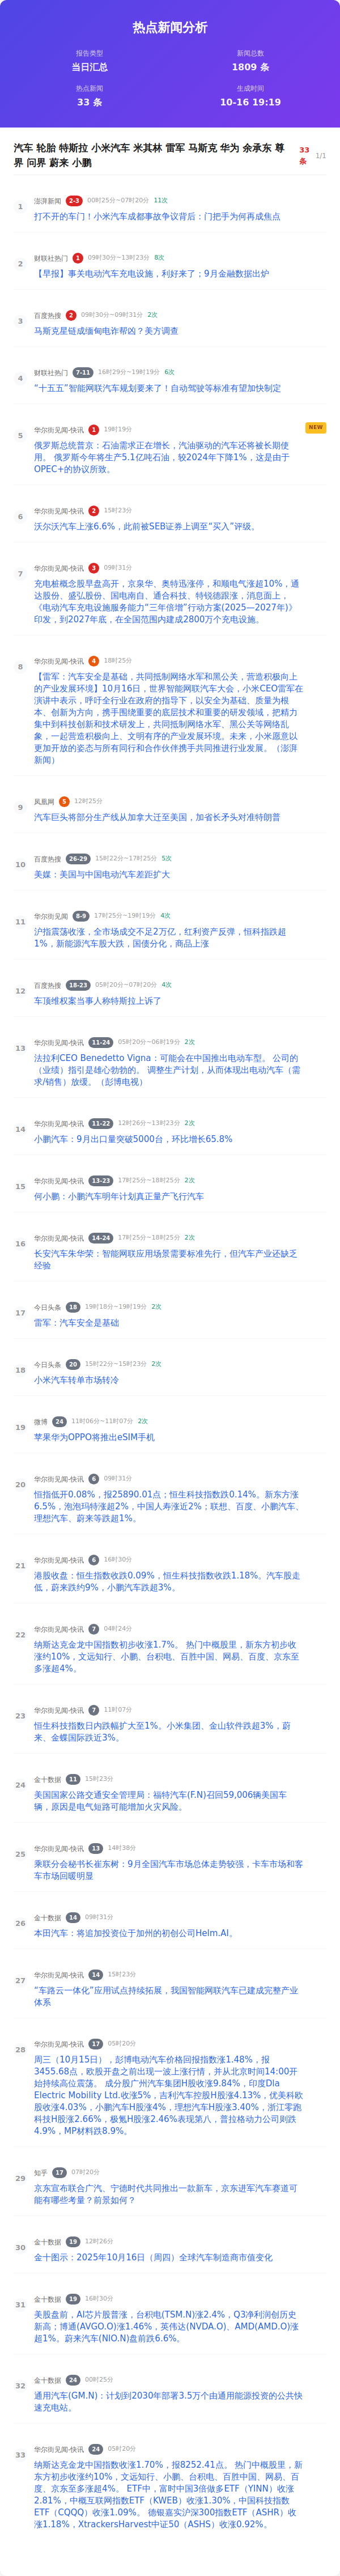 热点新闻分析
报告类型
新闻总数
当日汇总
1809 条
热点新闻
生成时间
33 条
10-16 19:19
汽车 轮胎 特斯拉 小米汽车 米其林 雷军 马斯克 华为 余承东 尊
界 问界 蔚来 小鹏
33
条
1/1
1
澎湃新闻 2-3 00时25分~07时20分 11次
打不开的车门！小米汽车成都事故争议背后：门把手为何再成焦点
2
财联社热门 1 09时30分~13时23分 8次
【早报】事关电动汽车充电设施，利好来了；9月金融数据出炉
3
百度热搜 2 09时30分~09时31分 2次
马斯克星链成缅甸电诈帮凶？美方调查
4
财联社热门 7-11 16时29分~19时19分 6次
“十五五”智能网联汽车规划要来了！自动驾驶等标准有望加快制定
5
华尔街见闻-快讯 1 19时19分
NEW
俄罗斯总统普京：石油需求正在增长，汽油驱动的汽车还将被长期使
用。 俄罗斯今年将生产5.1亿吨石油，较2024年下降1%，这是由于
OPEC+的协议所致。
6
华尔街见闻-快讯 2 15时23分
沃尔沃汽车上涨6.6%，此前被SEB证券上调至“买入”评级。
7
华尔街见闻-快讯 3 09时31分
充电桩概念股早盘高开，京泉华、奥特迅涨停，和顺电气涨超10%，通
达股份、盛弘股份、国电南自、通合科技、特锐德跟涨，消息面上，
《电动汽车充电设施服务能力“三年倍增”行动方案(2025—2027年)》
印发，到2027年底，在全国范围内建成2800万个充电设施。
8
华尔街见闻-快讯 4 18时25分
【雷军：汽车安全是基础，共同抵制网络水军和黑公关，营造积极向上
的产业发展环境】10月16日，世界智能网联汽车大会，小米CEO雷军在
演讲中表示，呼吁全行业在政府的指导下，以安全为基础、质量为根
本、创新为方向，携手围绕重要的底层技术和重要的研发领域，把精力
集中到科技创新和技术研发上，共同抵制网络水军、黑公关等网络乱
象，一起营造积极向上、文明有序的产业发展环境。未来，小米愿意以
更加开放的姿态与所有同行和合作伙伴携手共同推进行业发展。（澎湃
新闻）
9
凤凰网 5 12时25分
汽车巨头将部分生产线从加拿大迁至美国，加省长矛头对准特朗普
10
百度热搜 26-29 15时22分~17时25分 5次
美媒：美国与中国电动汽车差距扩大
11
华尔街见闻 8-9 17时25分~19时19分 4次
沪指震荡收涨，全市场成交不足2万亿，红利资产反弹，恒科指跌超
1%，新能源汽车股大跌，国债分化，商品上涨
12
百度热搜 18-23 05时20分~07时20分 4次
车顶维权案当事人称特斯拉上诉了
13
华尔街见闻-快讯 11-24 05时20分~06时19分 2次
法拉利CEO Benedetto Vigna：可能会在中国推出电动车型。 公司的
（业绩）指引是雄心勃勃的。 调整生产计划，从而体现出电动汽车（需
求/销售）放缓。（彭博电视）
14
华尔街见闻-快讯 11-22 12时26分~13时23分 2次
小鹏汽车：9月出口量突破5000台，环比增长65.8%
15
华尔街见闻-快讯 13-23 17时25分~18时25分 2次
何小鹏：小鹏汽车明年计划真正量产飞行汽车
16
华尔街见闻-快讯 14-24 17时25分~18时25分 2次
长安汽车朱华荣：智能网联应用场景需要标准先行，但汽车产业还缺乏
经验
17
今日头条 18 19时18分~19时19分 2次
雷军：汽车安全是基础
18
今日头条 20 15时22分~15时23分 2次
小米汽车转单市场转冷
19
微博 24 11时06分~11时07分 2次
苹果华为OPPO将推出eSIM手机
20
华尔街见闻-快讯 6 09时31分
恒指低开0.08%，报25890.01点；恒生科技指数跌0.14%。新东方涨
6.5%，泡泡玛特涨超2%，中国人寿涨近2%；联想、百度、小鹏汽车、
理想汽车、蔚来等跌超1%。
21
华尔街见闻-快讯 6 16时30分
港股收盘：恒生指数收跌0.09%，恒生科技指数收跌1.18%。汽车股走
低，蔚来跌约9%，小鹏汽车跌超3%。
22
华尔街见闻-快讯 7 04时24分
纳斯达克金龙中国指数初步收涨1.7%。 热门中概股里，新东方初步收
涨约10%，文远知行、小鹏、台积电、百胜中国、网易、百度、京东至
多涨超4%。
23
华尔街见闻-快讯 7 11时07分
恒生科技指数日内跌幅扩大至1%。小米集团、金山软件跌超3%，蔚
来、金蝶国际跌近3%。
24
金十数据 11 15时23分
美国国家公路交通安全管理局：福特汽车(F.N)召回59,006辆美国车
辆，原因是电气短路可能增加火灾风险。
25
华尔街见闻-快讯 13 14时38分
乘联分会秘书长崔东树：9月全国汽车市场总体走势较强，卡车市场和客
车市场回暖明显
26
金十数据 14 09时31分
本田汽车：将追加投资位于加州的初创公司Helm.AI。
27
华尔街见闻-快讯 14 15时23分
“车路云一体化”应用试点持续拓展，我国智能网联汽车已建成完整产业
体系
28
华尔街见闻-快讯 17 05时20分
周三（10月15日），彭博电动汽车价格回报指数涨1.48%，报
3455.68点，欧股开盘之前出现一波上涨行情，并从北京时间14:00开
始持续高位震荡。 成分股广州汽车集团H股收涨9.84%，印度Dla
Electric Mobility Ltd.收涨5%，吉利汽车控股H股涨4.13%，优美科欧
股收涨4.03%，小鹏汽车H股涨4%，理想汽车H股涨3.40%，浙江零跑
科技H股涨2.66%，极氪H股涨2.46%表现第八，普拉格动力公司则跌
4.9%，MP材料跌8.9%。
29
知乎 17 07时20分
京东宣布联合广汽、宁德时代共同推出一款新车，京东进军汽车赛道可
能有哪些考量？前景如何？
30
金十数据 19 12时26分
金十图示：2025年10月16日（周四）全球汽车制造商市值变化
31
金十数据 19 16时30分
美股盘前，AI芯片股普涨，台积电(TSM.N)涨2.4%，Q3净利润创历史
新高；博通(AVGO.O)涨1.46%，英伟达(NVDA.O)、AMD(AMD.O)涨
超1%。蔚来汽车(NIO.N)盘前跌6.6%。
32
金十数据 24 00时25分
通用汽车(GM.N)：计划到2030年部署3.5万个由通用能源投资的公共快
速充电站。
33
华尔街见闻-快讯 24 05时20分
纳斯达克金龙中国指数收涨1.70%，报8252.41点。 热门中概股里，新
东方初步收涨约10%，文远知行、小鹏、台积电、百胜中国、网易、百
度、京东至多涨超4%。 ETF中，富时中国3倍做多ETF（YINN）收涨
2.81%，中概互联网指数ETF（KWEB）收涨1.30%，中国科技指数
ETF（CQQQ）收涨1.09%。 德银嘉实沪深300指数ETF（ASHR）收
涨1.18%，XtrackersHarvest中证50（ASHS）收涨0.92%。